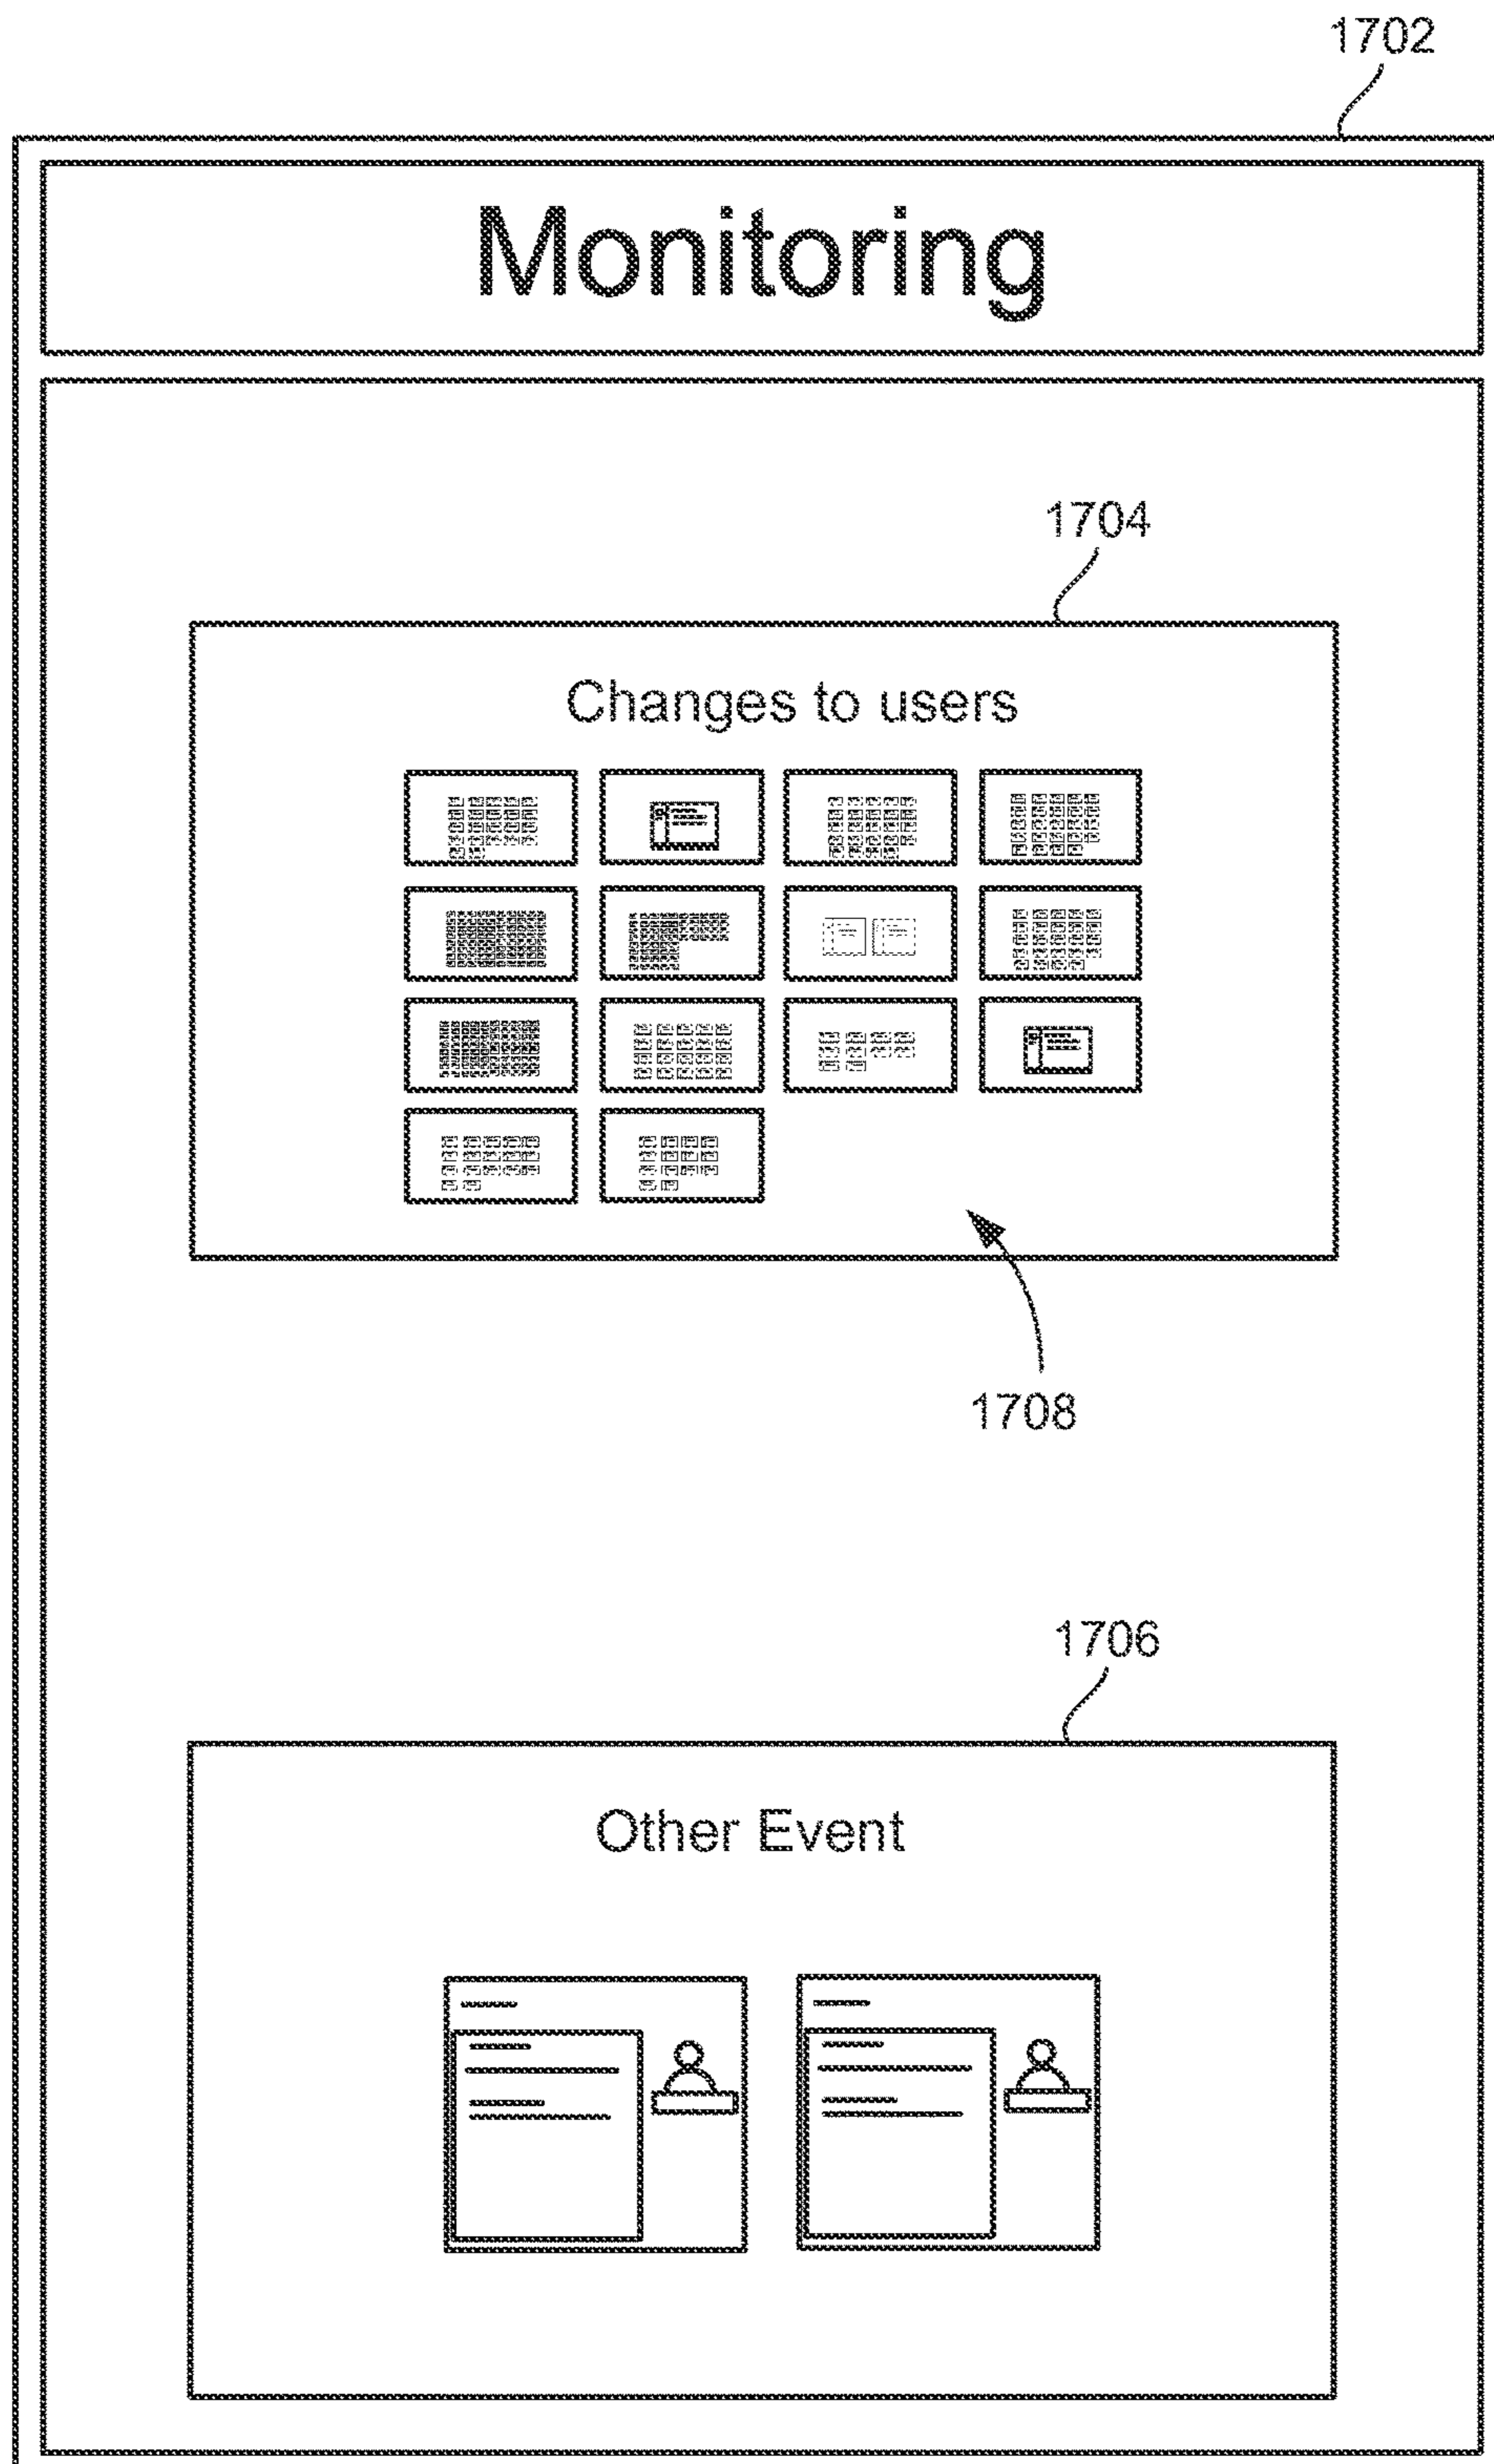 1702
Monitoring
1704
Changes to users
1708
1706
Other Event